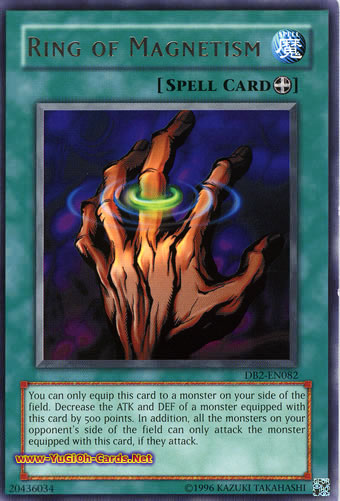 RING OF MAGNETISM
魔
[SPELL CARD]
DB2-EN082
You can only equip this card to a monster on your side of the
field. Decrease the ATK and DEF of a monster equipped
with this card by 500 points. In addition, all the monsters on your
opponent's side of the field can only attack the monster
equipped with this card, if they attack.
www-YuGiOh-Cards.Net
20436034
©1996 KAZUKI TAKAHASHI